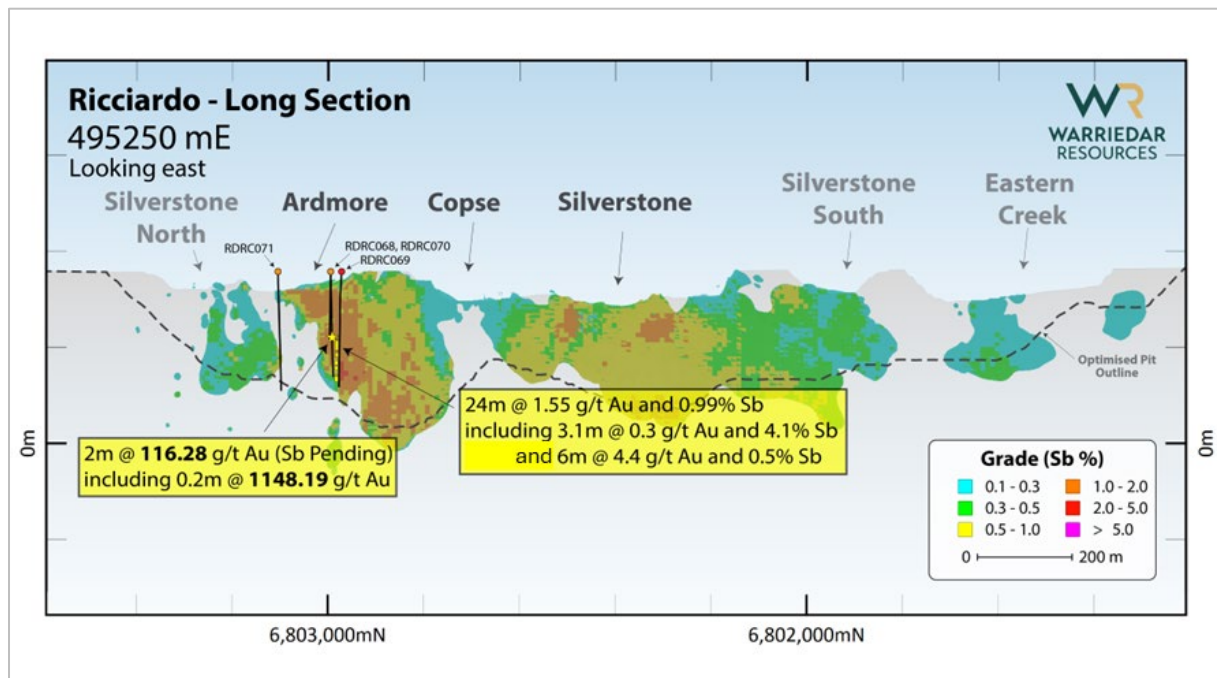 Ricciardo - Long Section
495250 mE
Looking east
WR
WARRIEDAR
RESOURCES
Silverstone
North
Ardmore
Copse
Silverstone
Silverstone
South
Eastern
Creek
RDRC071
RDRC068, RDRC070
RDRC069
Optimised Pit
Outline
24m @ 1.55 g/t Au and 0.99% Sb
including 3.1m @ 0.3 g/t Au and 4.1% Sb
and 6m @ 4.4 g/t Au and 0.5% Sb
2m @ 116.28 g/t Au (Sb Pending)
including 0.2m @ 1148.19 g/t Au
0m
0m
Grade (Sb %)
0.1 - 0.3
0.3 - 0.5
0.5 - 1.0
1.0 - 2.0
2.0 - 5.0
> 5.0
0 200 m
6,803,000mN
6,802,000mN